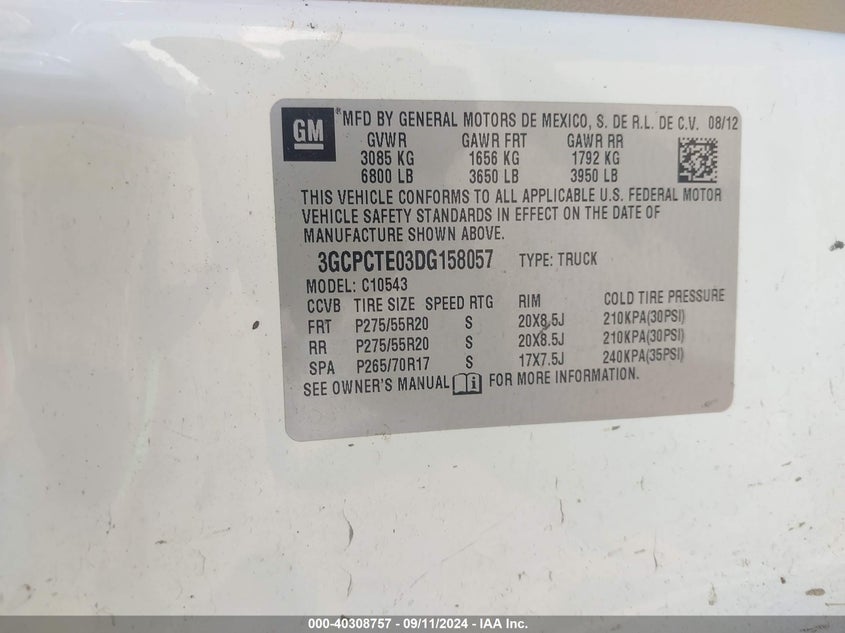 GM *MFD BY GENERAL MOTORS DE MEXICO, S. DE R.L. DE C.V. 08/12
GVWR GAWR FRT GAWR RR
3085 KG 1656 KG 1792 KG
6800 LB 3650 LB 3950 LB
THIS VEHICLE CONFORMS TO ALL APPLICABLE U.S. FEDERAL MOTOR
VEHICLE SAFETY STANDARDS IN EFFECT ON THE DATE OF
MANUFACTURE SHOWN ABOVE.
3GCPCTE03DG158057 TYPE: TRUCK
MODEL: C10543
CCVB TIRE SIZE SPEED RTG RIM COLD TIRE PRESSURE
FRT P275/55R20 S 20X8.5J 210KPA(30PSI)
RR P275/55R20 S 20X8.5J 210KPA(30PSI)
SPA P265/70R17 S 17X7.5J 240KPA(35PSI)
SEE OWNER'S MANUAL FOR MORE INFORMATION.
000-40308757 - 09/11/2024 - IAA Inc.